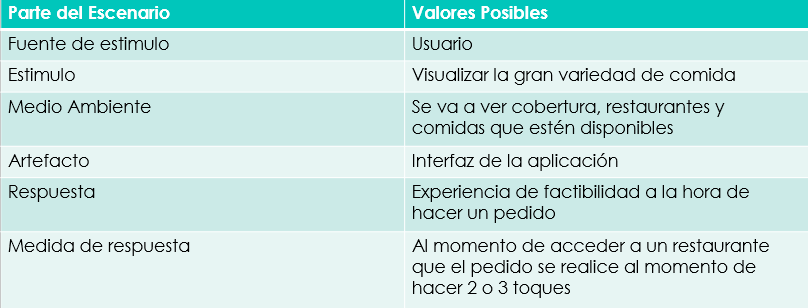 Parte del Escenario Valores Posibles
Fuente de estimulo Usuario
Estimulo Visualizar la gran variedad de comida
Medio Ambiente Se va a ver cobertura, restaurantes y
comidas que estén disponibles
Artefacto Interfaz de la aplicación
Respuesta Experiencia de factibilidad a la hora de
hacer un pedido
Medida de respuesta Al momento de acceder a un restaurante
que el pedido se realice al momento de
hacer 2 o 3 toques